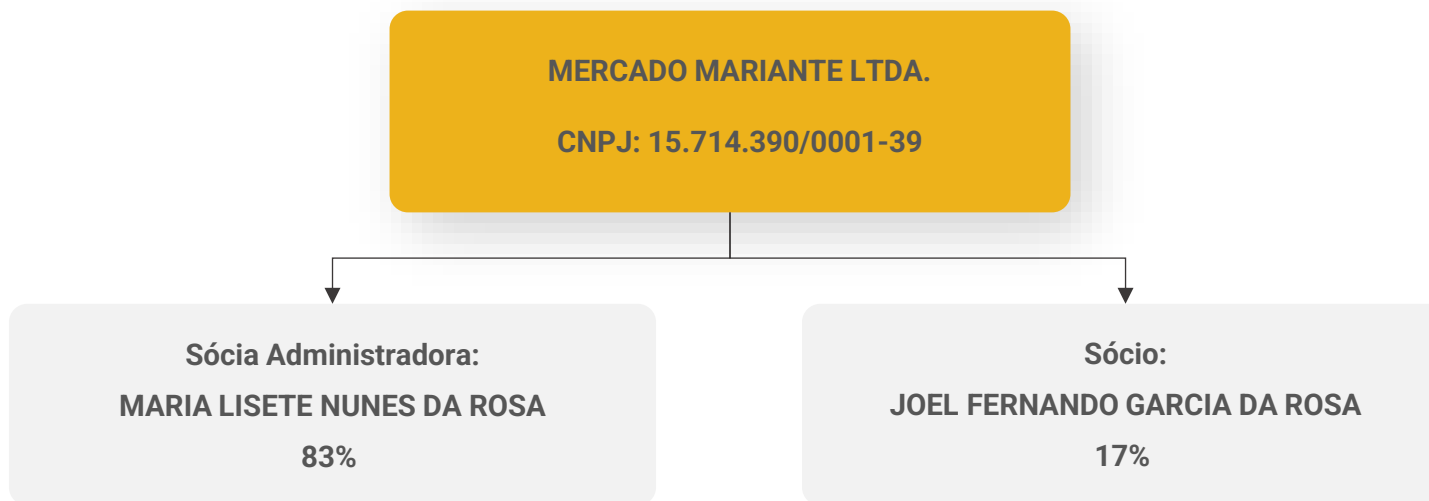 MERCADO MARIANTE LTDA.
CNPJ: 15.714.390/0001-39
Sócia Administradora:
MARIA LISETE NUNES DA ROSA
83%
Sócio:
JOEL FERNANDO GARCIA DA ROSA
17%